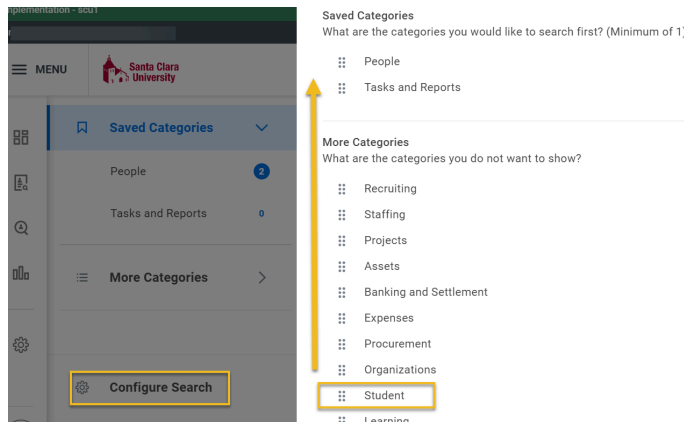 mplementation - scu1
MENU
Santa Clara
University
Saved Categories
People
2
Tasks and Reports
0
More Categories
Configure Search
Saved Categories
What are the categories you would like to search first? (Minimum of 1)
People
Tasks and Reports
More Categories
What are the categories you do not want to show?
Recruiting
Staffing
Projects
Assets
Banking and Settlement
Expenses
Procurement
Organizations
Student
Learning